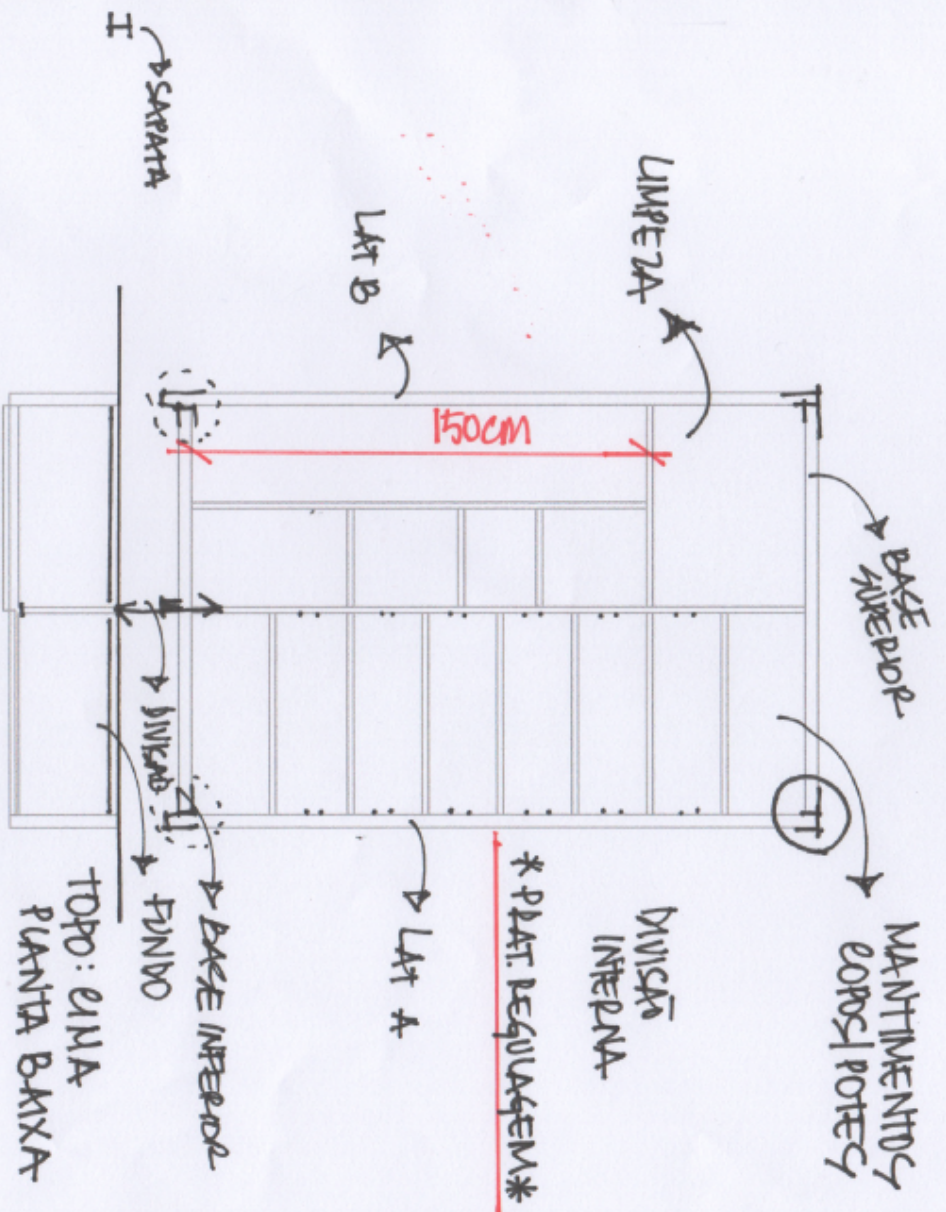 BASE
SUPERIOR
MANTIMENTOS
COPOS/POTES
LIMPEZA
DIVISÃO
INTERNA
*PRAT. REGULAGEM*
150CM
LAT B
LAT A
BASE INFERIOR
SAPATA
DIVISÃO
FUNDO
TOPO: CIMA
PLANTA BAIXA